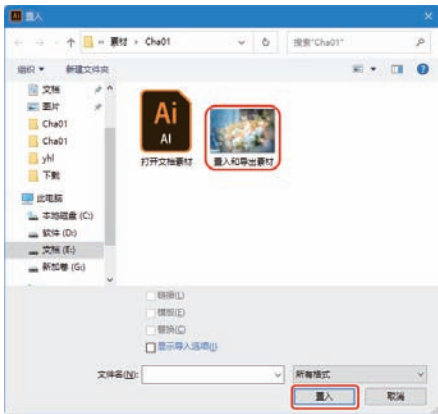 Ai 置入
« 素材 › Cha01
搜索"Cha01"
组织 新建文件夹
文档
图片
Cha01
Cha01
yhl
下载
此电脑
本地磁盘 (C:)
软件 (D:)
文档 (E:)
新加卷 (G:)
Ai
AI
打开文档素材
置入和导出素材
链接(L)
模板(E)
替换(C)
显示导入选项(I)
文件名(N):
所有格式
置入 取消